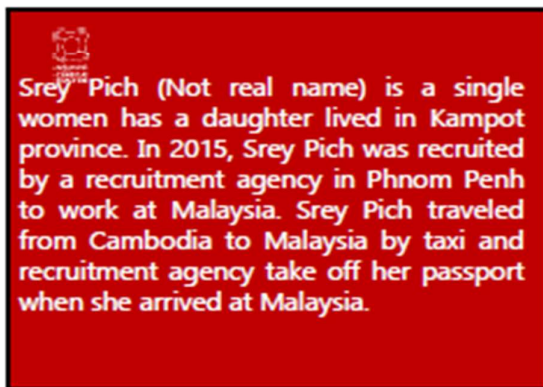 Srey Pich (Not real name) is a single
women has a daughter lived in Kampot
province. In 2015, Srey Pich was recruited
by a recruitment agency in Phnom Penh
to work at Malaysia. Srey Pich traveled
from Cambodia to Malaysia by taxi and
recruitment agency take off her passport
when she arrived at Malaysia.